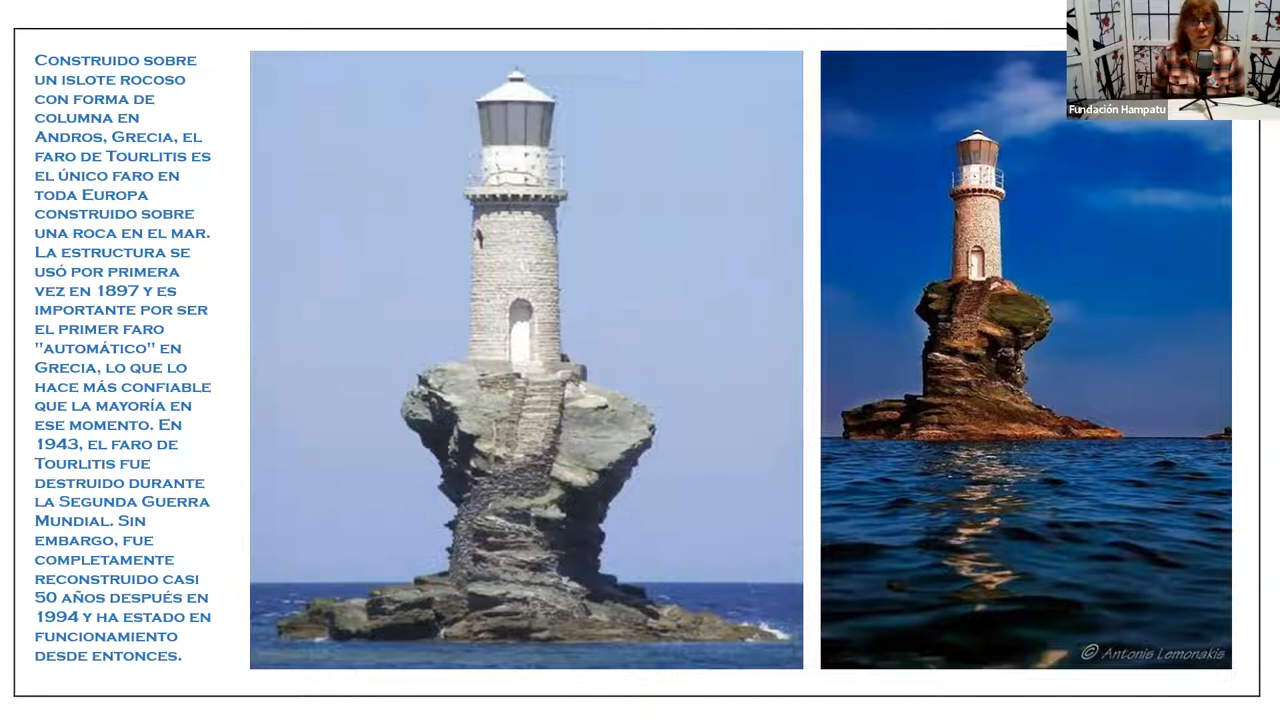 Construido sobre
un islote rocoso
con forma de
columna en
Andros, Grecia, el
faro de Tourlitis es
el único faro en
toda Europa
construido sobre
una roca en el mar.
La estructura se
usó por primera
vez en 1897 y es
importante por ser
el primer faro
"automático" en
Grecia, lo que lo
hace más confiable
que la mayoría en
ese momento. En
1943, el faro de
Tourlitis fue
destruido durante
la Segunda Guerra
Mundial. Sin
embargo, fue
completamente
reconstruido casi
50 años después en
1994 y ha estado en
funcionamiento
desde entonces.
Fundación Hampatu
© Antonis Lemonakis